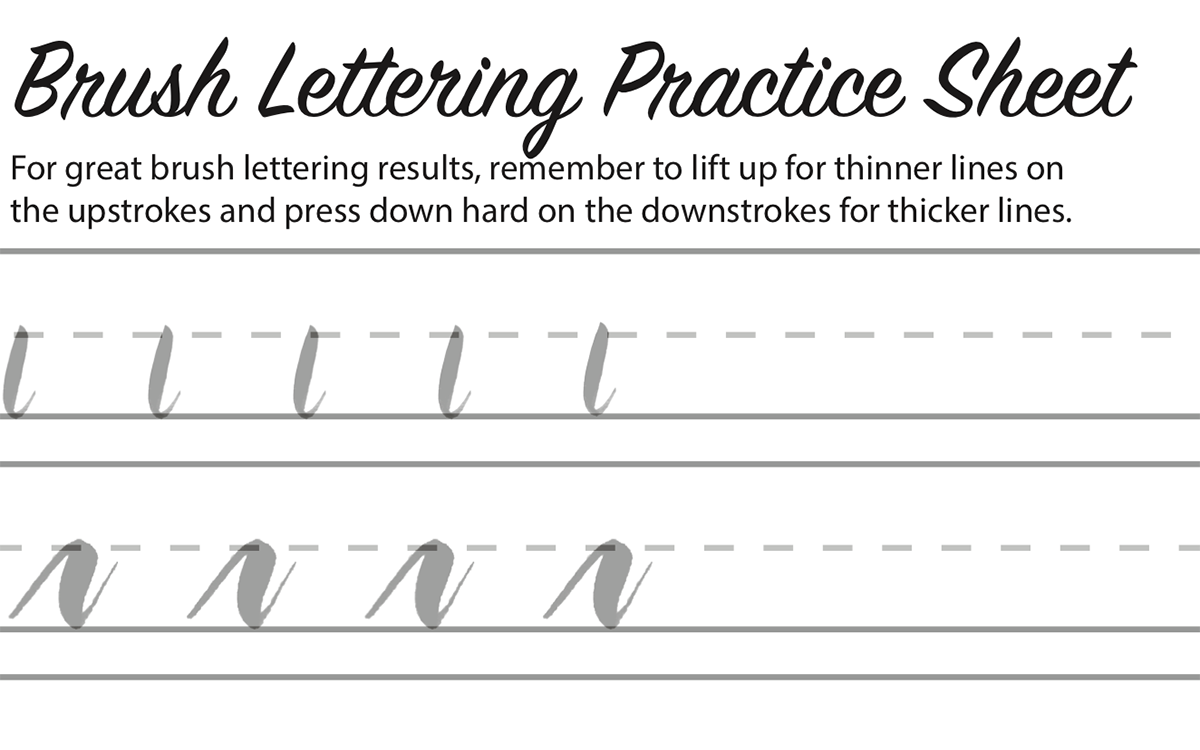 Brush Lettering Practice Sheet
For great brush lettering results, remember to lift up for thinner lines on
the upstrokes and press down hard on the downstrokes for thicker lines.